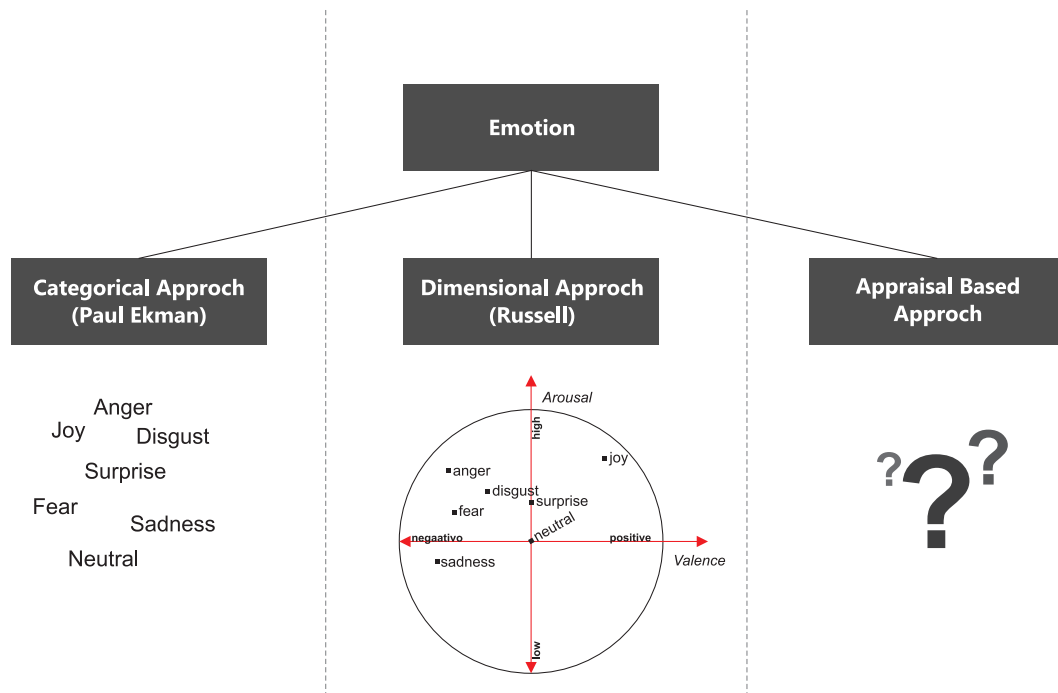 Emotion
Categorical Approch
(Paul Ekman)
Dimensional Approch
(Russell)
Appraisal Based
Approch
Anger
Joy
Disgust
Surprise
Fear
Sadness
Neutral
Arousal
high
joy
anger
disgust
surprise
fear
neutral
negaativo
positive
sadness
Valence
low
? ? ?